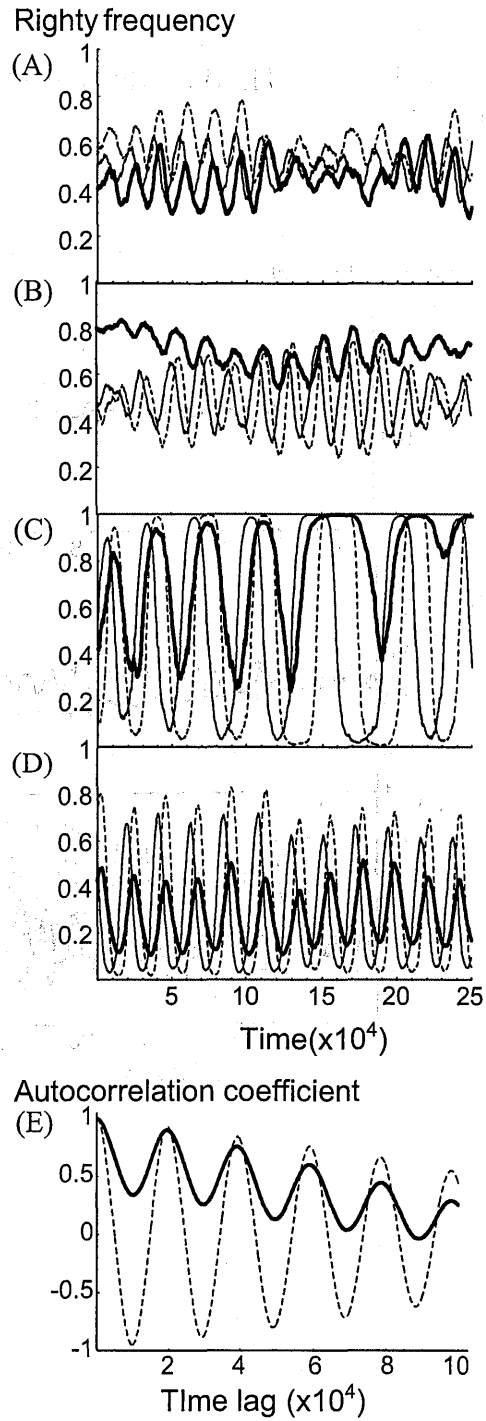 Righty frequency
(A)
1
0.8
0.6
0.4
0.2
(B)
1
0.8
0.6
0.4
0.2
(C)
1
0.8
0.6
0.4
0.2
(D)
1
0.8
0.6
0.4
0.2
5 10 15 20 25
Time(x10⁴)
Autocorrelation coefficient
(E)
1
0.5
0
-0.5
-1
2 4 6 8 10
TIme lag (x10⁴)